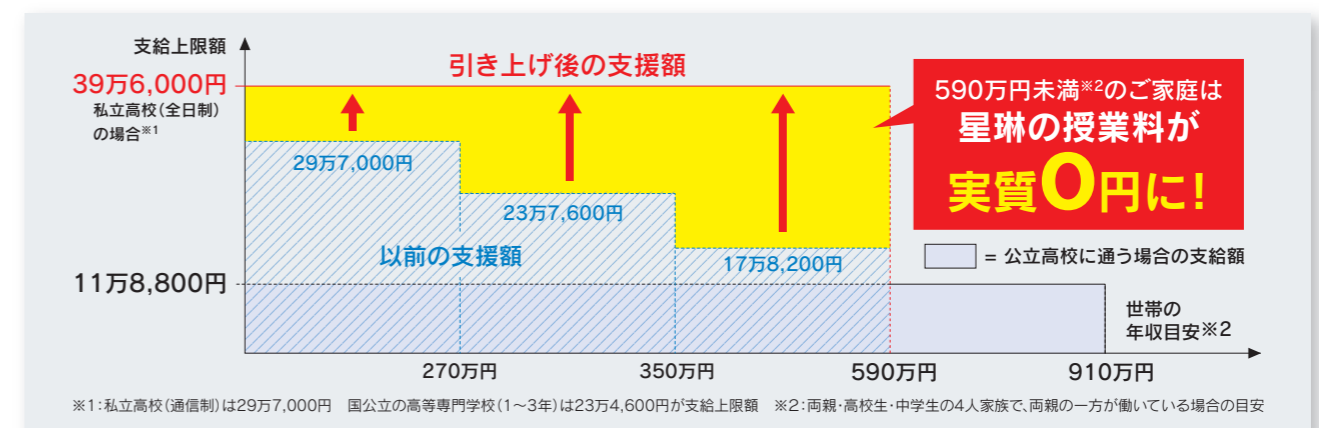 支給上限額
39万6,000円
私立高校（全日制）
の場合※1
引き上げ後の支援額
590万円未満※2のご家庭は
星琳の授業料が
実質0円に！
29万7,000円
23万7,600円
17万8,200円
以前の支援額
= 公立高校に通う場合の支給額
11万8,800円
世帯の
年収目安※2
270万円
350万円
590万円
910万円
※1：私立高校（通信制）は29万7,000円　国公立の高等専門学校（1〜3年）は23万4,600円が支給上限額　※2：両親・高校生・中学生の4人家族で、両親の一方が働いている場合の目安